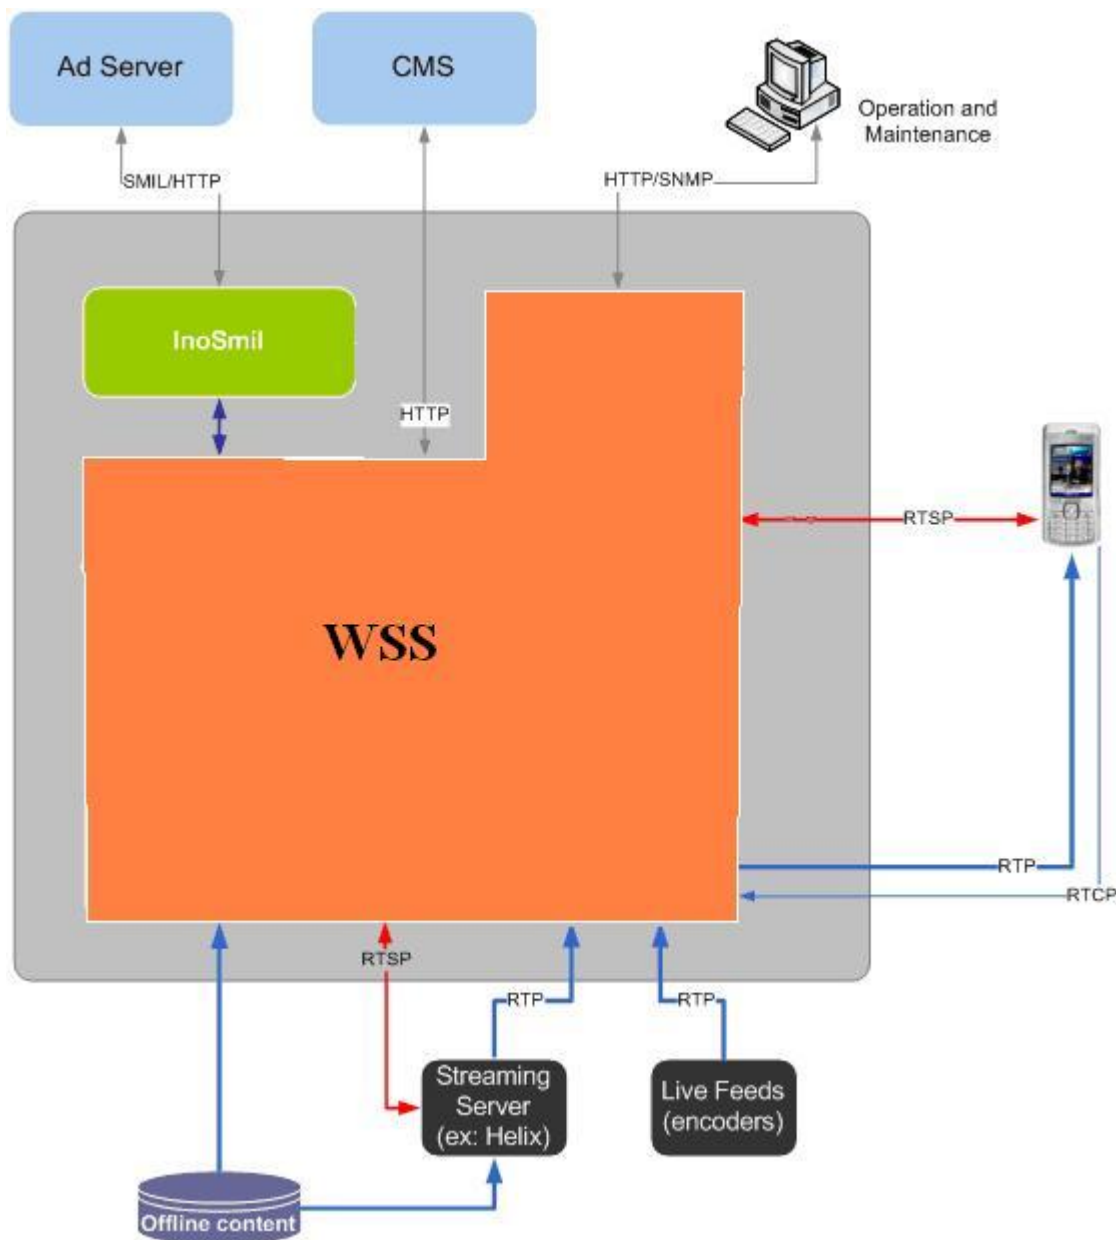 Ad Server
CMS
Operation and
Maintenance
SMIL/HTTP
HTTP/SNMP
InoSmil
HTTP
RTSP
WSS
RTP
RTCP
RTSP
RTP
RTP
Streaming
Server
(ex: Helix)
Live Feeds
(encoders)
Offline content